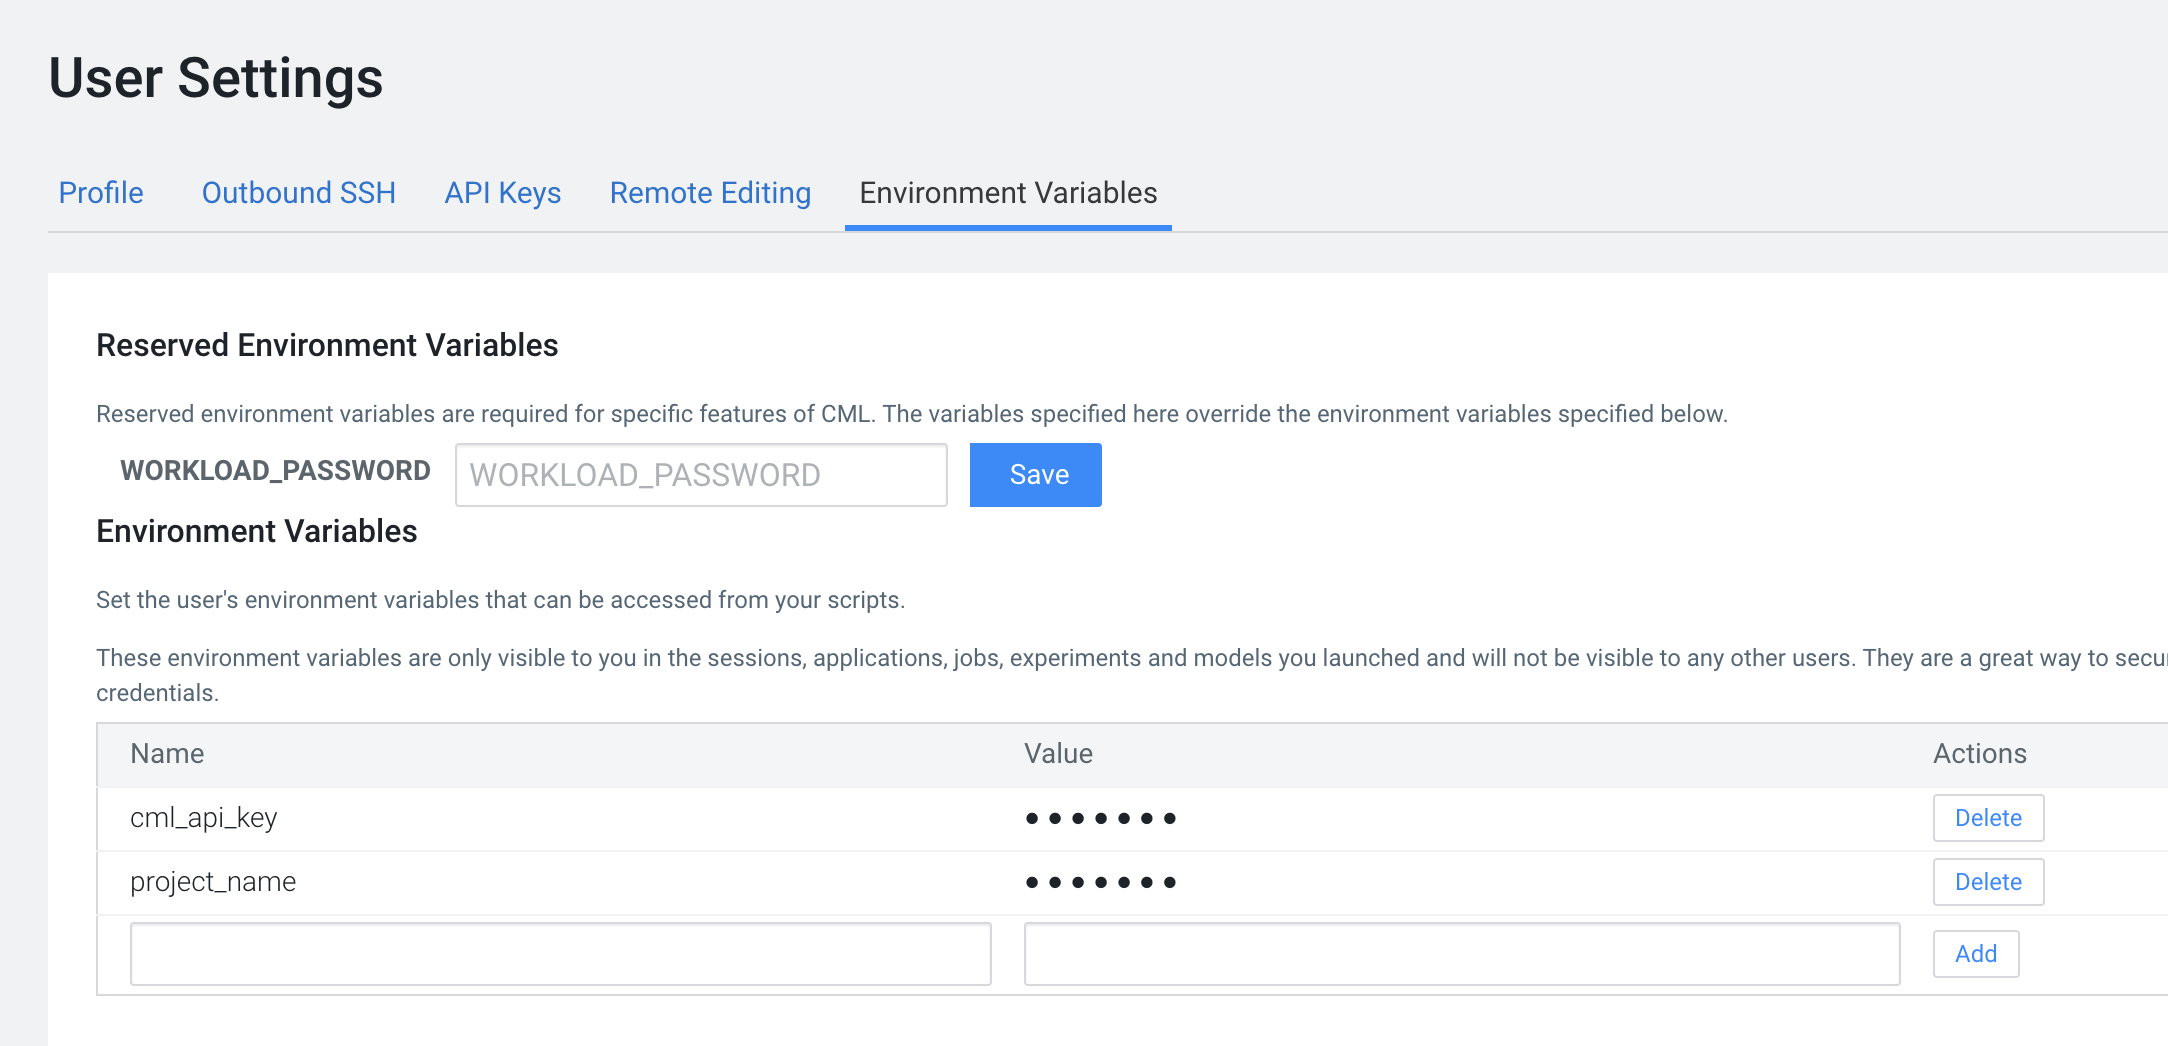 User Settings
Profile Outbound SSH API Keys Remote Editing Environment Variables
Reserved Environment Variables
Reserved environment variables are required for specific features of CML. The variables specified here override the environment variables specified below.
WORKLOAD_PASSWORD WORKLOAD_PASSWORD Save
Environment Variables
Set the user's environment variables that can be accessed from your scripts.
These environment variables are only visible to you in the sessions, applications, jobs, experiments and models you launched and will not be visible to any other users. They are a great way to
credentials.
Name Value Actions
cml_api_key ••••••• Delete
project_name ••••••• Delete
Add